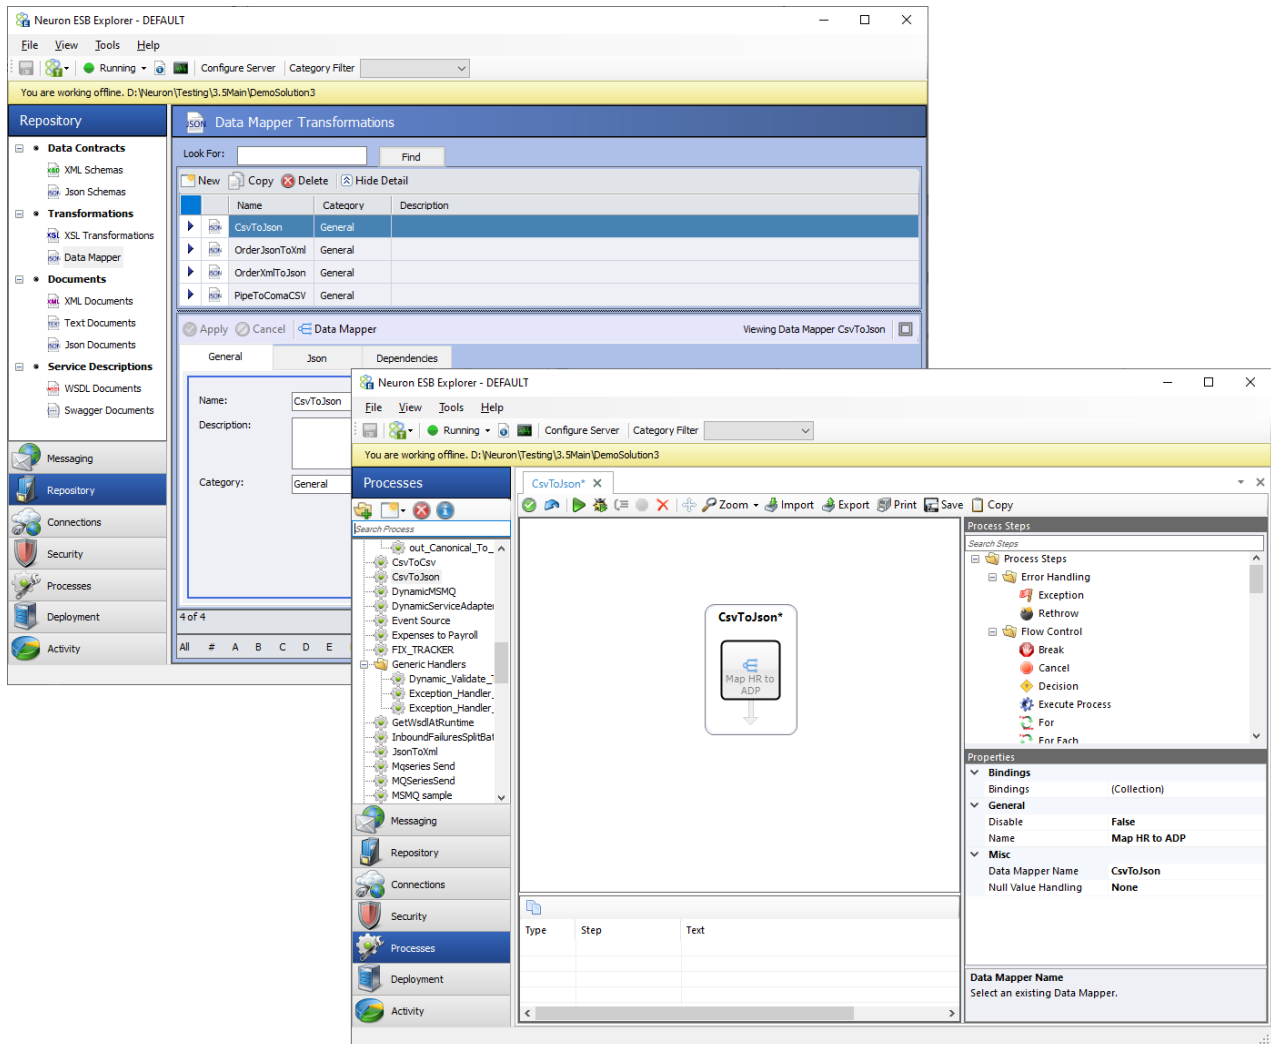 Neuron ESB Explorer - DEFAULT
File View Tools Help
Running Configure Server Category Filter
You are working offline. D:\Neuron\Testing\3.5Main\DemoSolution3
Repository
Data Contracts
XML Schemas
Json Schemas
Transformations
XSL Transformations
Data Mapper
Documents
XML Documents
Text Documents
Json Documents
Service Descriptions
WSDL Documents
Swagger Documents
Messaging
Repository
Connections
Security
Processes
Deployment
Activity
Data Mapper Transformations
Look For: Find
New Copy Delete Hide Detail
Name Category Description
CsvToJson General
OrderJsonToXml General
OrderXmlToJson General
PipeToComaCSV General
Apply Cancel Data Mapper Viewing Data Mapper CsvToJson
General Json Dependencies
Name: CsvToJson
Description:
Category: General
4 of 4
All # A B C D E
Neuron ESB Explorer - DEFAULT
File View Tools Help
Running Configure Server Category Filter
You are working offline. D:\Neuron\Testing\3.5Main\DemoSolution3
Processes
Search Process
out_Canonical_To_
CsvToCsv
CsvToJson
DynamicMSMQ
DynamicServiceAdapter
Event Source
Expenses to Payroll
FIX_TRACKER
Generic Handlers
Dynamic_Validate_
Exception_Handler_
Exception_Handler_
GetWsdlAtRuntime
InboundFailuresSplitBat
JsonToXml
Mqseries Send
MQSeriesSend
MSMQ sample
Messaging
Repository
Connections
Security
Processes
Deployment
Activity
CsvToJson*
Zoom Import Export Print Save Copy
CsvToJson*
Map HR to
ADP
Type Step Text
Process Steps
Search Steps
Process Steps
Error Handling
Exception
Rethrow
Flow Control
Break
Cancel
Decision
Execute Process
For
For Each
Properties
Bindings
Bindings (Collection)
General
Disable False
Name Map HR to ADP
Misc
Data Mapper Name CsvToJson
Null Value Handling None
Data Mapper Name
Select an existing Data Mapper.